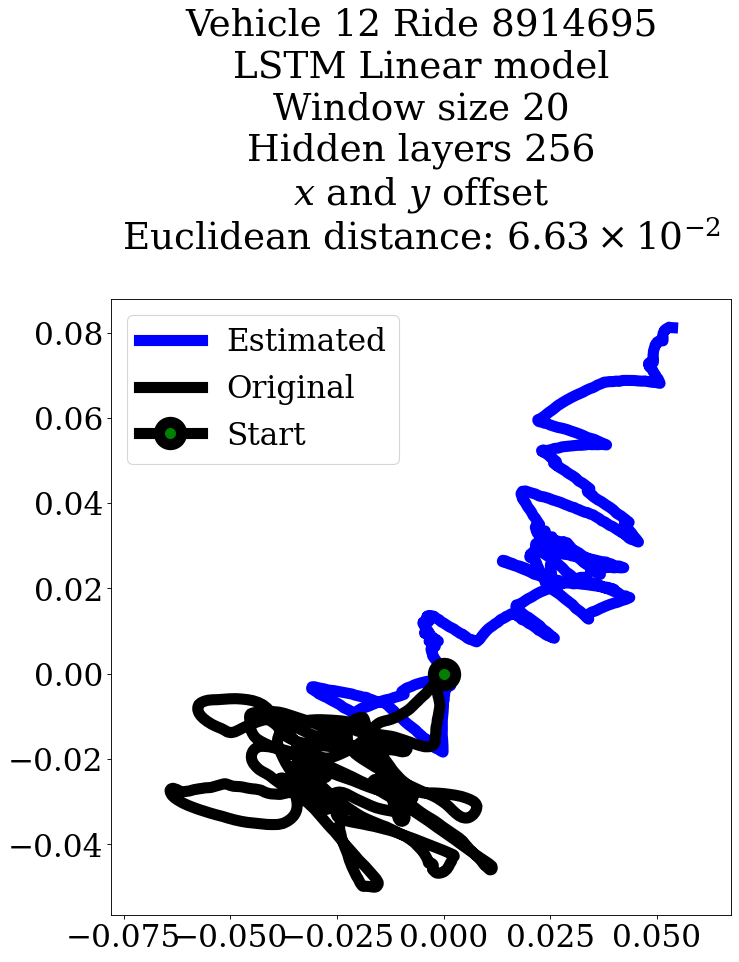 Vehicle 12 Ride 8914695
LSTM Linear model
Window size 20
Hidden layers 256
x and y offset
Euclidean distance: 6.63 × 10⁻²
Estimated
Original
Start
0.08
0.06
0.04
0.02
0.00
−0.02
−0.04
−0.075 −0.050 −0.025 0.000 0.025 0.050